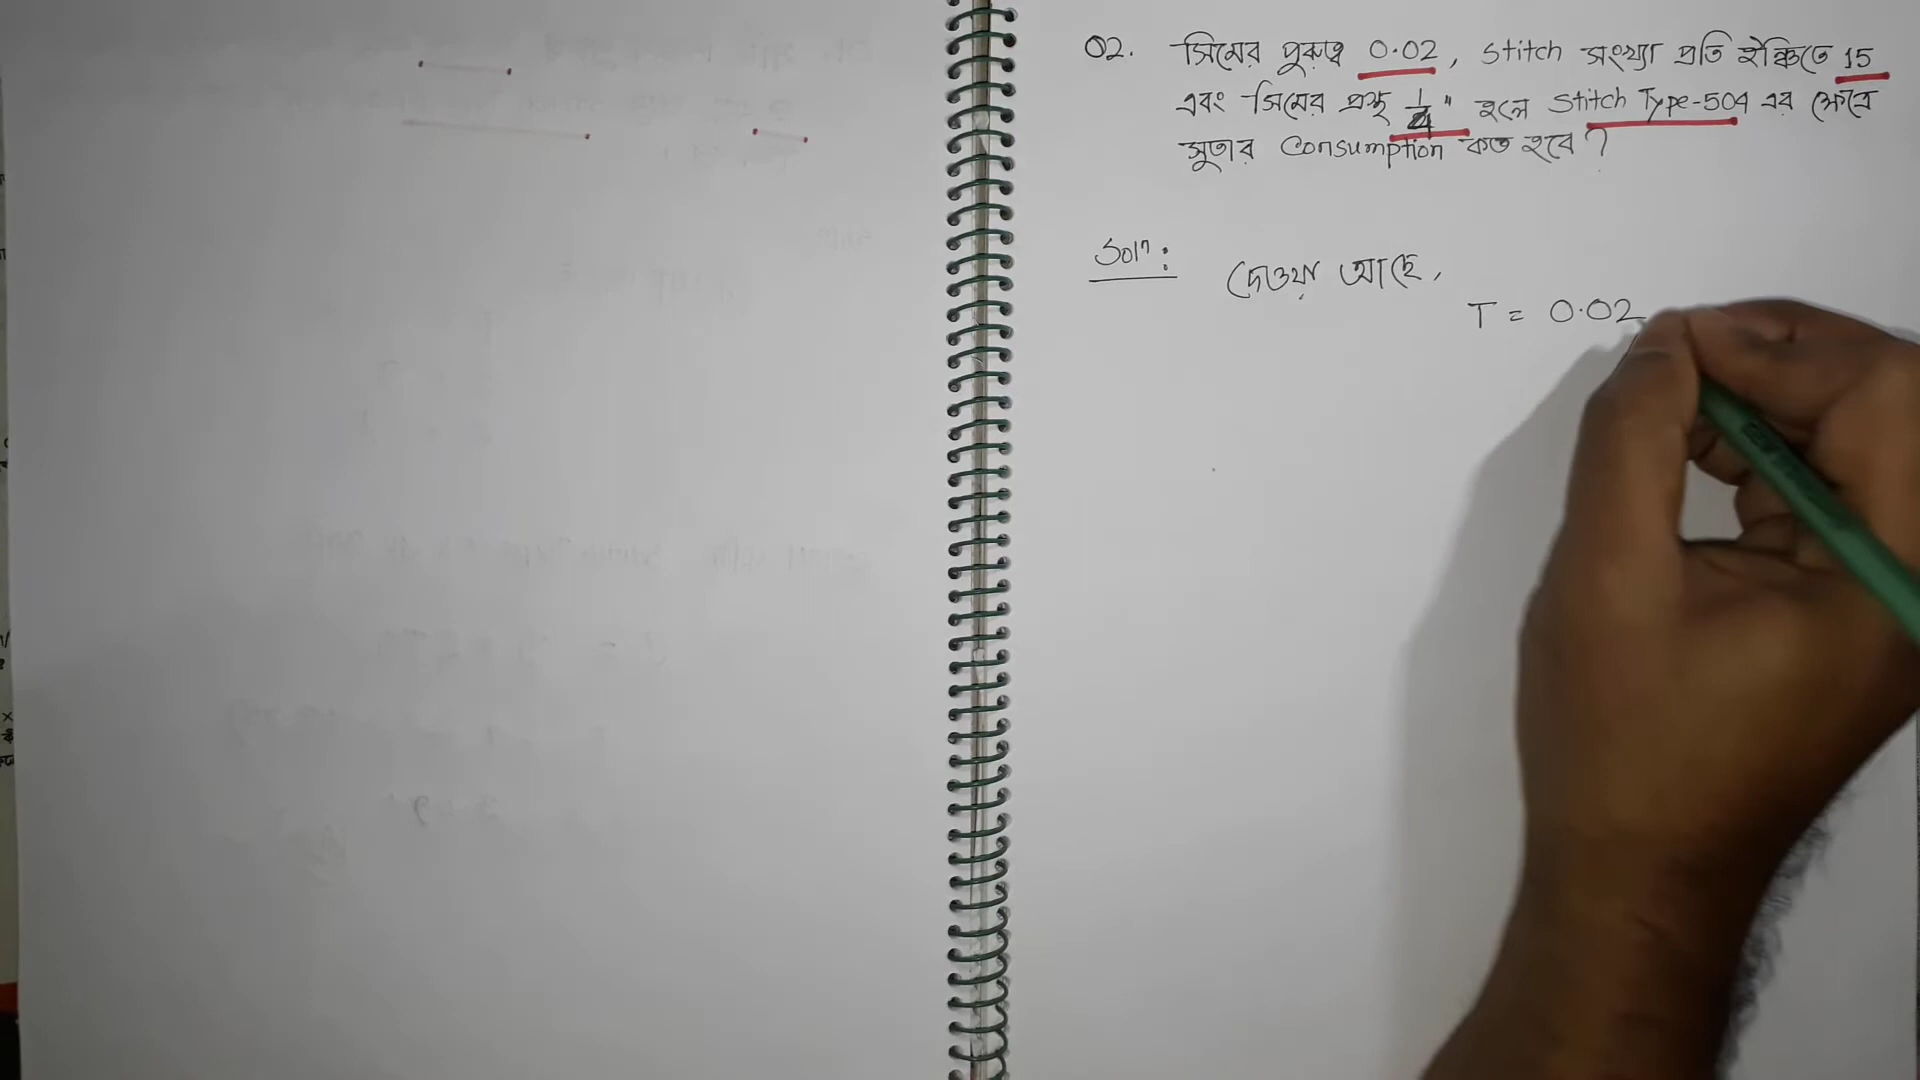 02. সিমের পুরুত্ব 0.02, Stitch সংখ্যা প্রতি ইঞ্চিতে 15
এবং সিমের প্রস্থ 1/4" হলে Stitch Type-504 এর ক্ষেত্রে
সুতার Consumption কত হবে?
Solⁿ: দেওয়া আছে,
T = 0.02